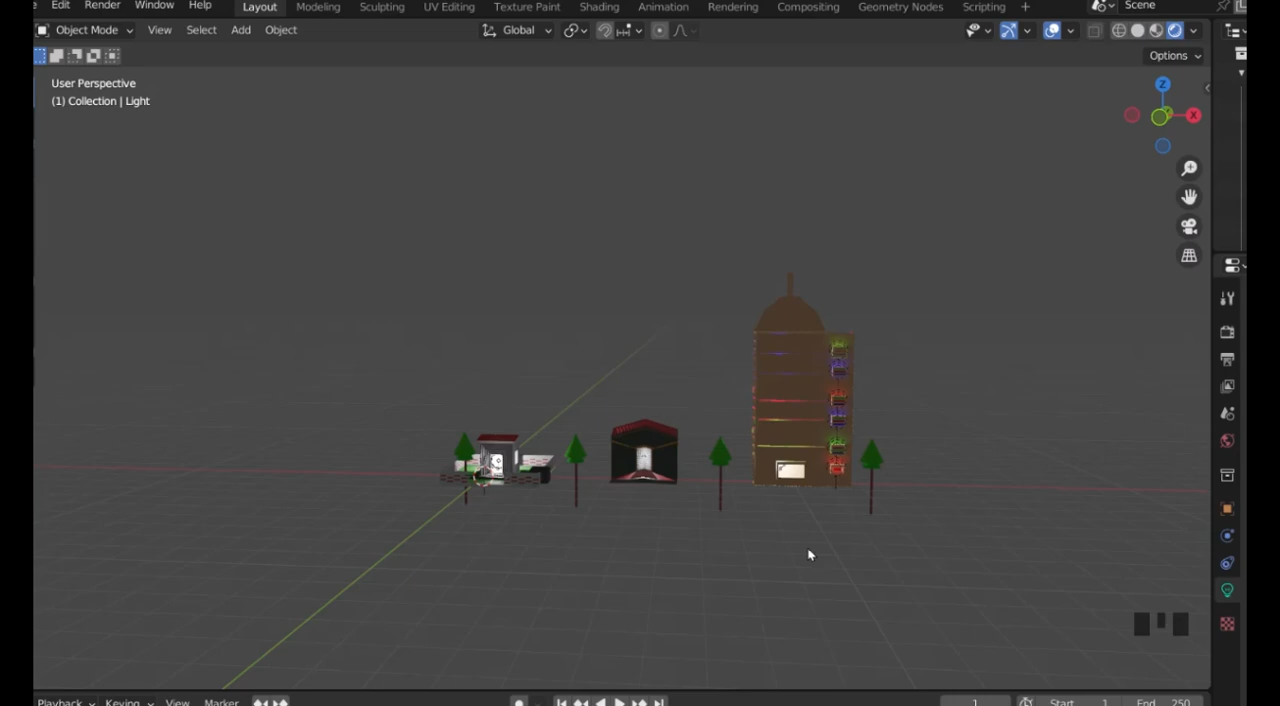 Edit Render Window Help Layout Modeling Sculpting UV Editing Texture Paint Shading Animation Rendering Compositing Geometry Nodes Scripting + Scene
Object Mode View Select Add Object Global
Options
User Perspective
(1) Collection | Light
Z
X
Playback Keying View Marker 1 Start 1 End 250